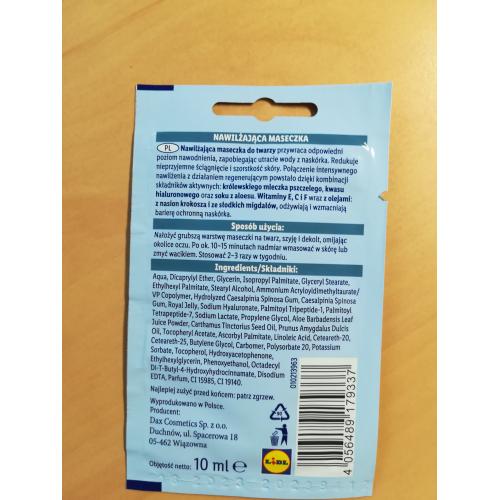 NAWILŻAJĄCA MASECZKA
PL Nawilżająca maseczka do twarzy przywraca odpowiedni
poziom nawodnienia, zapobiegając utracie wody z naskórka. Redukuje
nieprzyjemne ściągnięcie i szorstkość skóry. Połączenie intensywnego
nawilżenia z działaniem regenerującym powstało dzięki kombinacji
składników aktywnych: królewskiego mleczka pszczelego, kwasu
hialuronowego oraz soku z aloesu. Witaminy E, C i F wraz z olejami:
z nasion krokosza i ze słodkich migdałów, odżywiają i wzmacniają
barierę ochronną naskórka.
Sposób użycia:
Nałożyć grubszą warstwę maseczki na twarz, szyję i dekolt, omijając
okolice oczu. Po ok. 10-15 minutach nadmiar wmasować w skórę lub
zmyć wacikiem. Stosować 2-3 razy w tygodniu.
Ingredients/Składniki:
Aqua, Dicaprylyl Ether, Glycerin, Isopropyl Palmitate, Glyceryl Stearate,
Ethylhexyl Palmitate, Stearyl Alcohol, Ammonium Acryloyldimethyltaurate/
VP Copolymer, Hydrolyzed Caesalpinia Spinosa Gum, Caesalpinia Spinosa
Gum, Royal Jelly, Sodium Hyaluronate, Palmitoyl Tripeptide-1, Palmitoyl
Tetrapeptide-7, Sodium Lactate, Propylene Glycol, Aloe Barbadensis Leaf
Juice Powder, Carthamus Tinctorius Seed Oil, Prunus Amygdalus Dulcis
Oil, Tocopheryl Acetate, Ascorbyl Palmitate, Linoleic Acid, Ceteareth-20,
Ceteareth-25, Butylene Glycol, Carbomer, Polysorbate 20, Potassium
Sorbate, Tocopherol, Hydroxyacetophenone,
Ethylhexylglycerin, Phenoxyethanol, Octadecyl
Di-T-Butyl-4-Hydroxyhydrocinnamate, Disodium
EDTA, Parfum, CI 15985, CI 19140.
Najlepiej zużyć przed końcem: patrz zgrzew.
Wyprodukowano w Polsce.
Producent:
Dax Cosmetics Sp. z o.o.
Duchnów, ul. Spacerowa 18
05-462 Wiązowna
Objętość netto: 10 ml e
LIDL
010213963
4 056489 179337